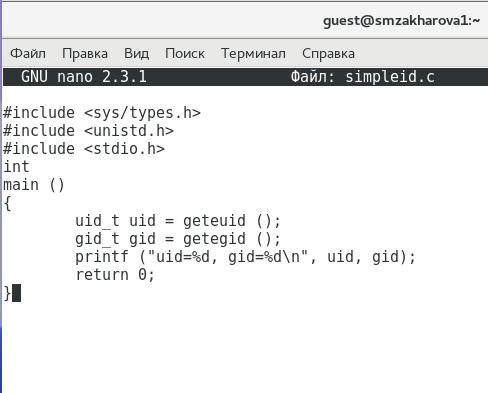 guest@smzakharova1:~
Файл Правка Вид Поиск Терминал Справка
GNU nano 2.3.1 Файл: simpleid.c
#include <sys/types.h>
#include <unistd.h>
#include <stdio.h>
int
main ()
{
        uid_t uid = geteuid ();
        gid_t gid = getegid ();
        printf ("uid=%d, gid=%d\n", uid, gid);
        return 0;
}